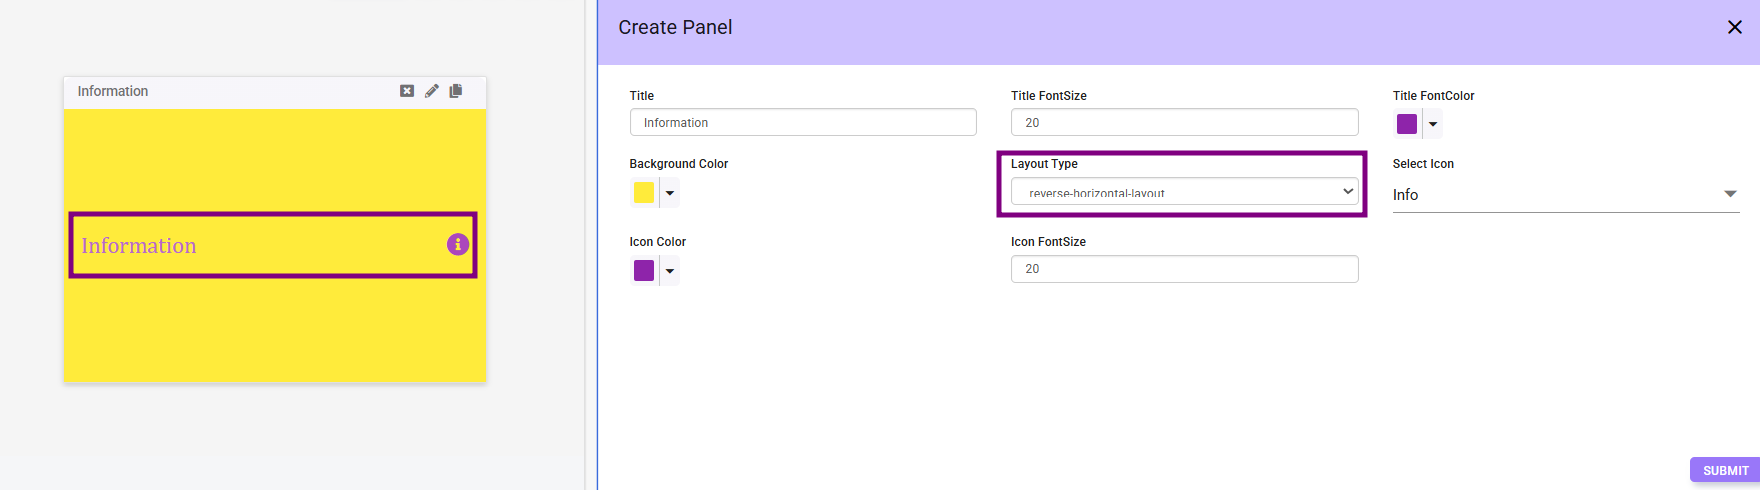 Create Panel
Information
Title
Title FontSize
Title FontColor
Information
20
Background Color
Layout Type
Select Icon
reverse-horizontal-layout
Info
Information
Icon Color
Icon FontSize
20
SUBMIT